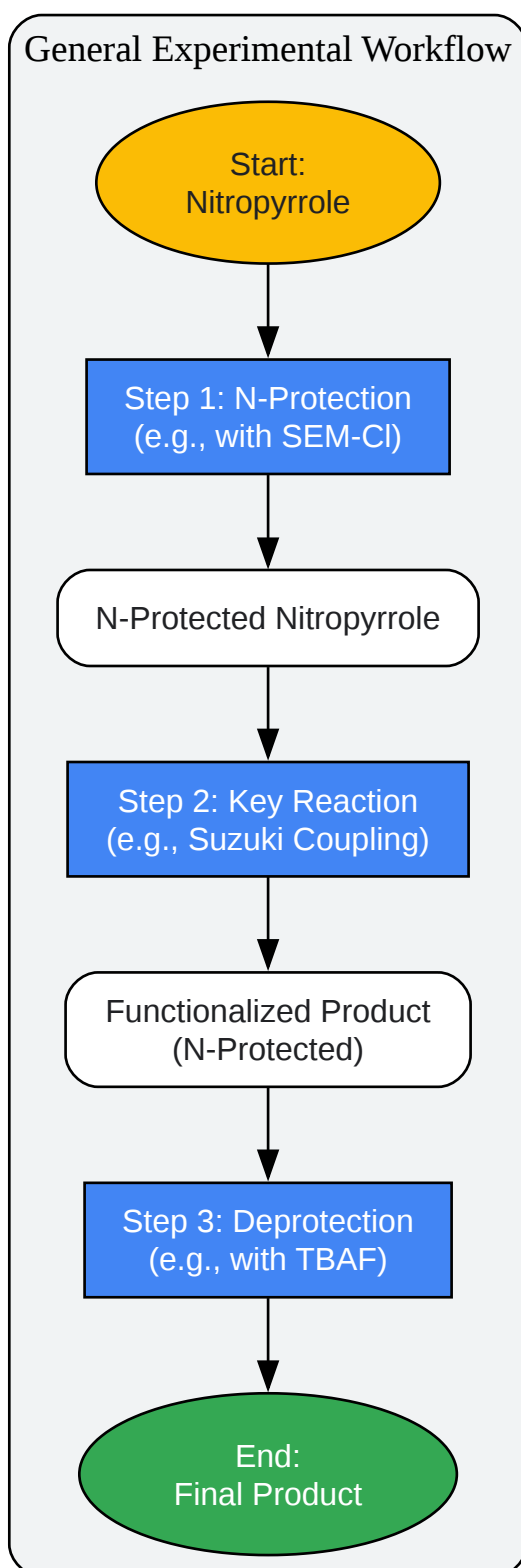 General Experimental Workflow
Start:
Nitropyrrole
Step 1: N-Protection
(e.g., with SEM-Cl)
N-Protected Nitropyrrole
Step 2: Key Reaction
(e.g., Suzuki Coupling)
Functionalized Product
(N-Protected)
Step 3: Deprotection
(e.g., with TBAF)
End:
Final Product